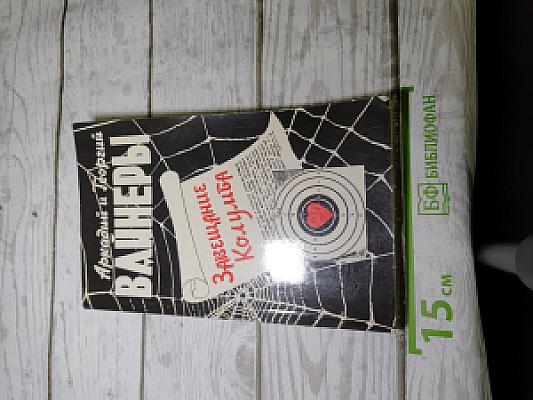 Аркадий и Георгий
ВАЙНЕРЫ
ЗАВЕЩАНИЕ
КОЛУМБА
БФ БИБЛИОФАН
15 см